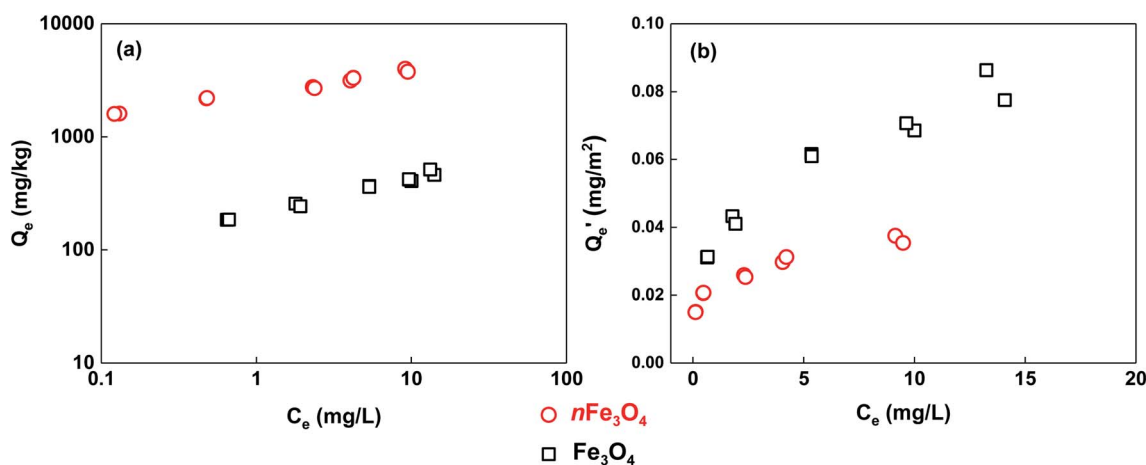 (a)
10000
1000
100
10
0.1
1
10
100
Qₑ (mg/kg)
Cₑ (mg/L)
(b)
0.10
0.08
0.06
0.04
0.02
0.00
0
5
10
15
20
Qₑ' (mg/m²)
Cₑ (mg/L)
nFe₃O₄
Fe₃O₄